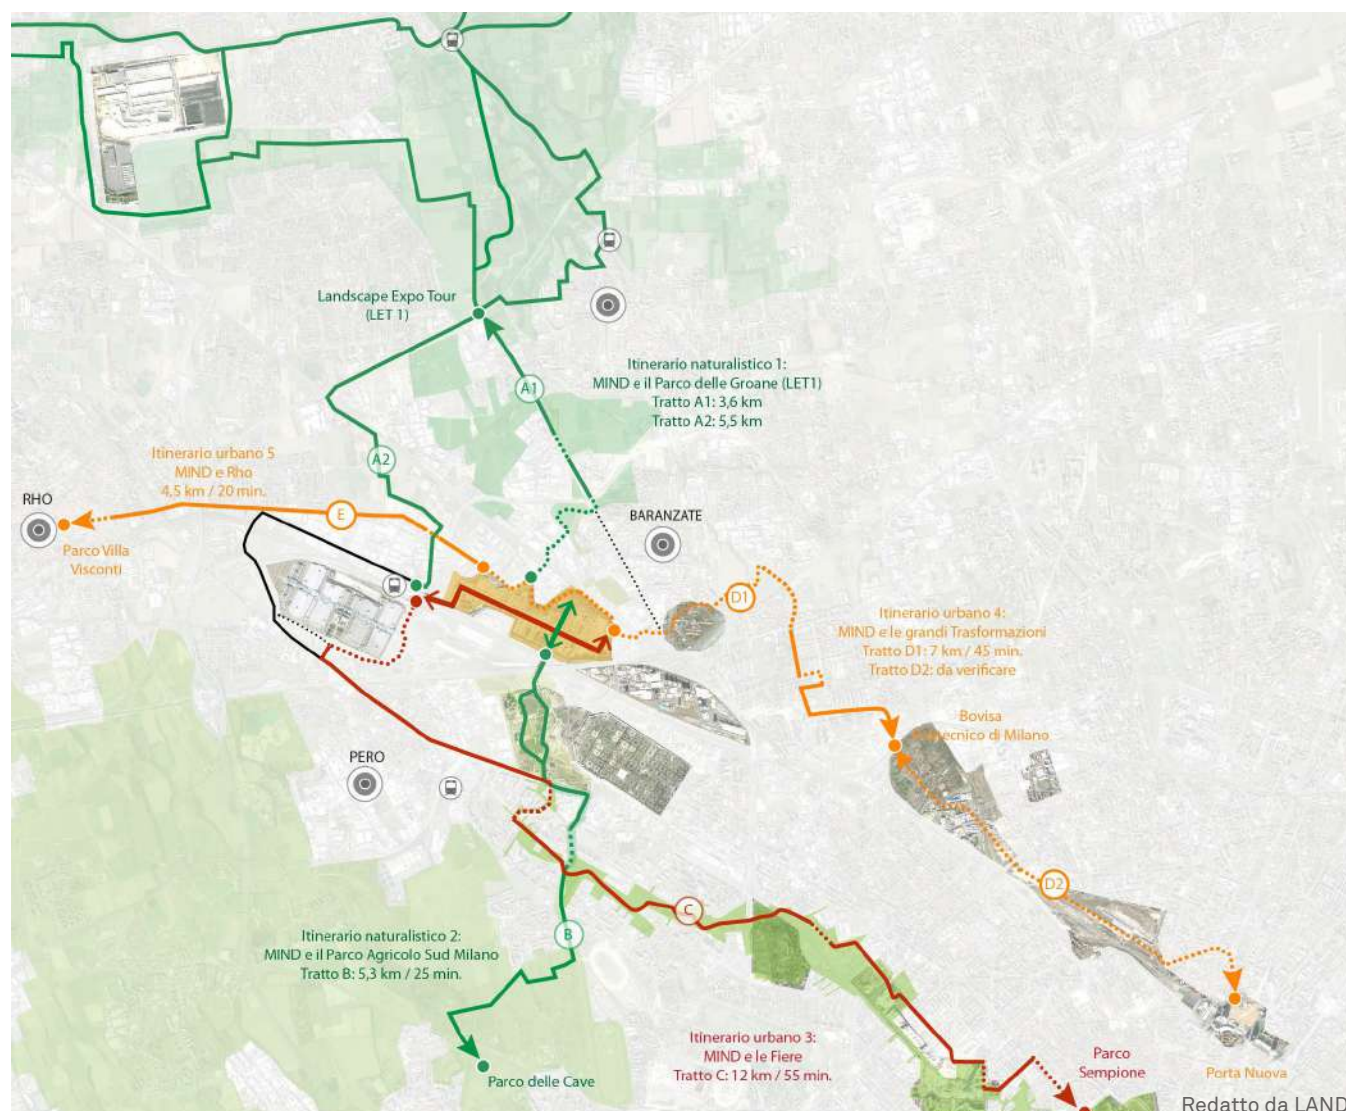 Landscape Expo Tour
(LET 1)
Itinerario naturalistico 1:
MIND e il Parco delle Groane (LET1)
Tratto A1: 3,6 km
Tratto A2: 5,5 km
A1
A2
Itinerario urbano 5
MIND e Rho
4,5 km / 20 min.
RHO
E
Parco Villa
Visconti
BARANZATE
D1
Itinerario urbano 4:
MIND e le grandi Trasformazioni
Tratto D1: 7 km / 45 min.
Tratto D2: da verificare
Bovisa
di Milano
PERO
D2
C
B
Itinerario naturalistico 2:
MIND e il Parco Agricolo Sud Milano
Tratto B: 5,3 km / 25 min.
Itinerario urbano 3:
MIND e le Fiere
Tratto C: 12 km / 55 min.
Parco delle Cave
Parco
Sempione
Porta Nuova
Redatto da LAND